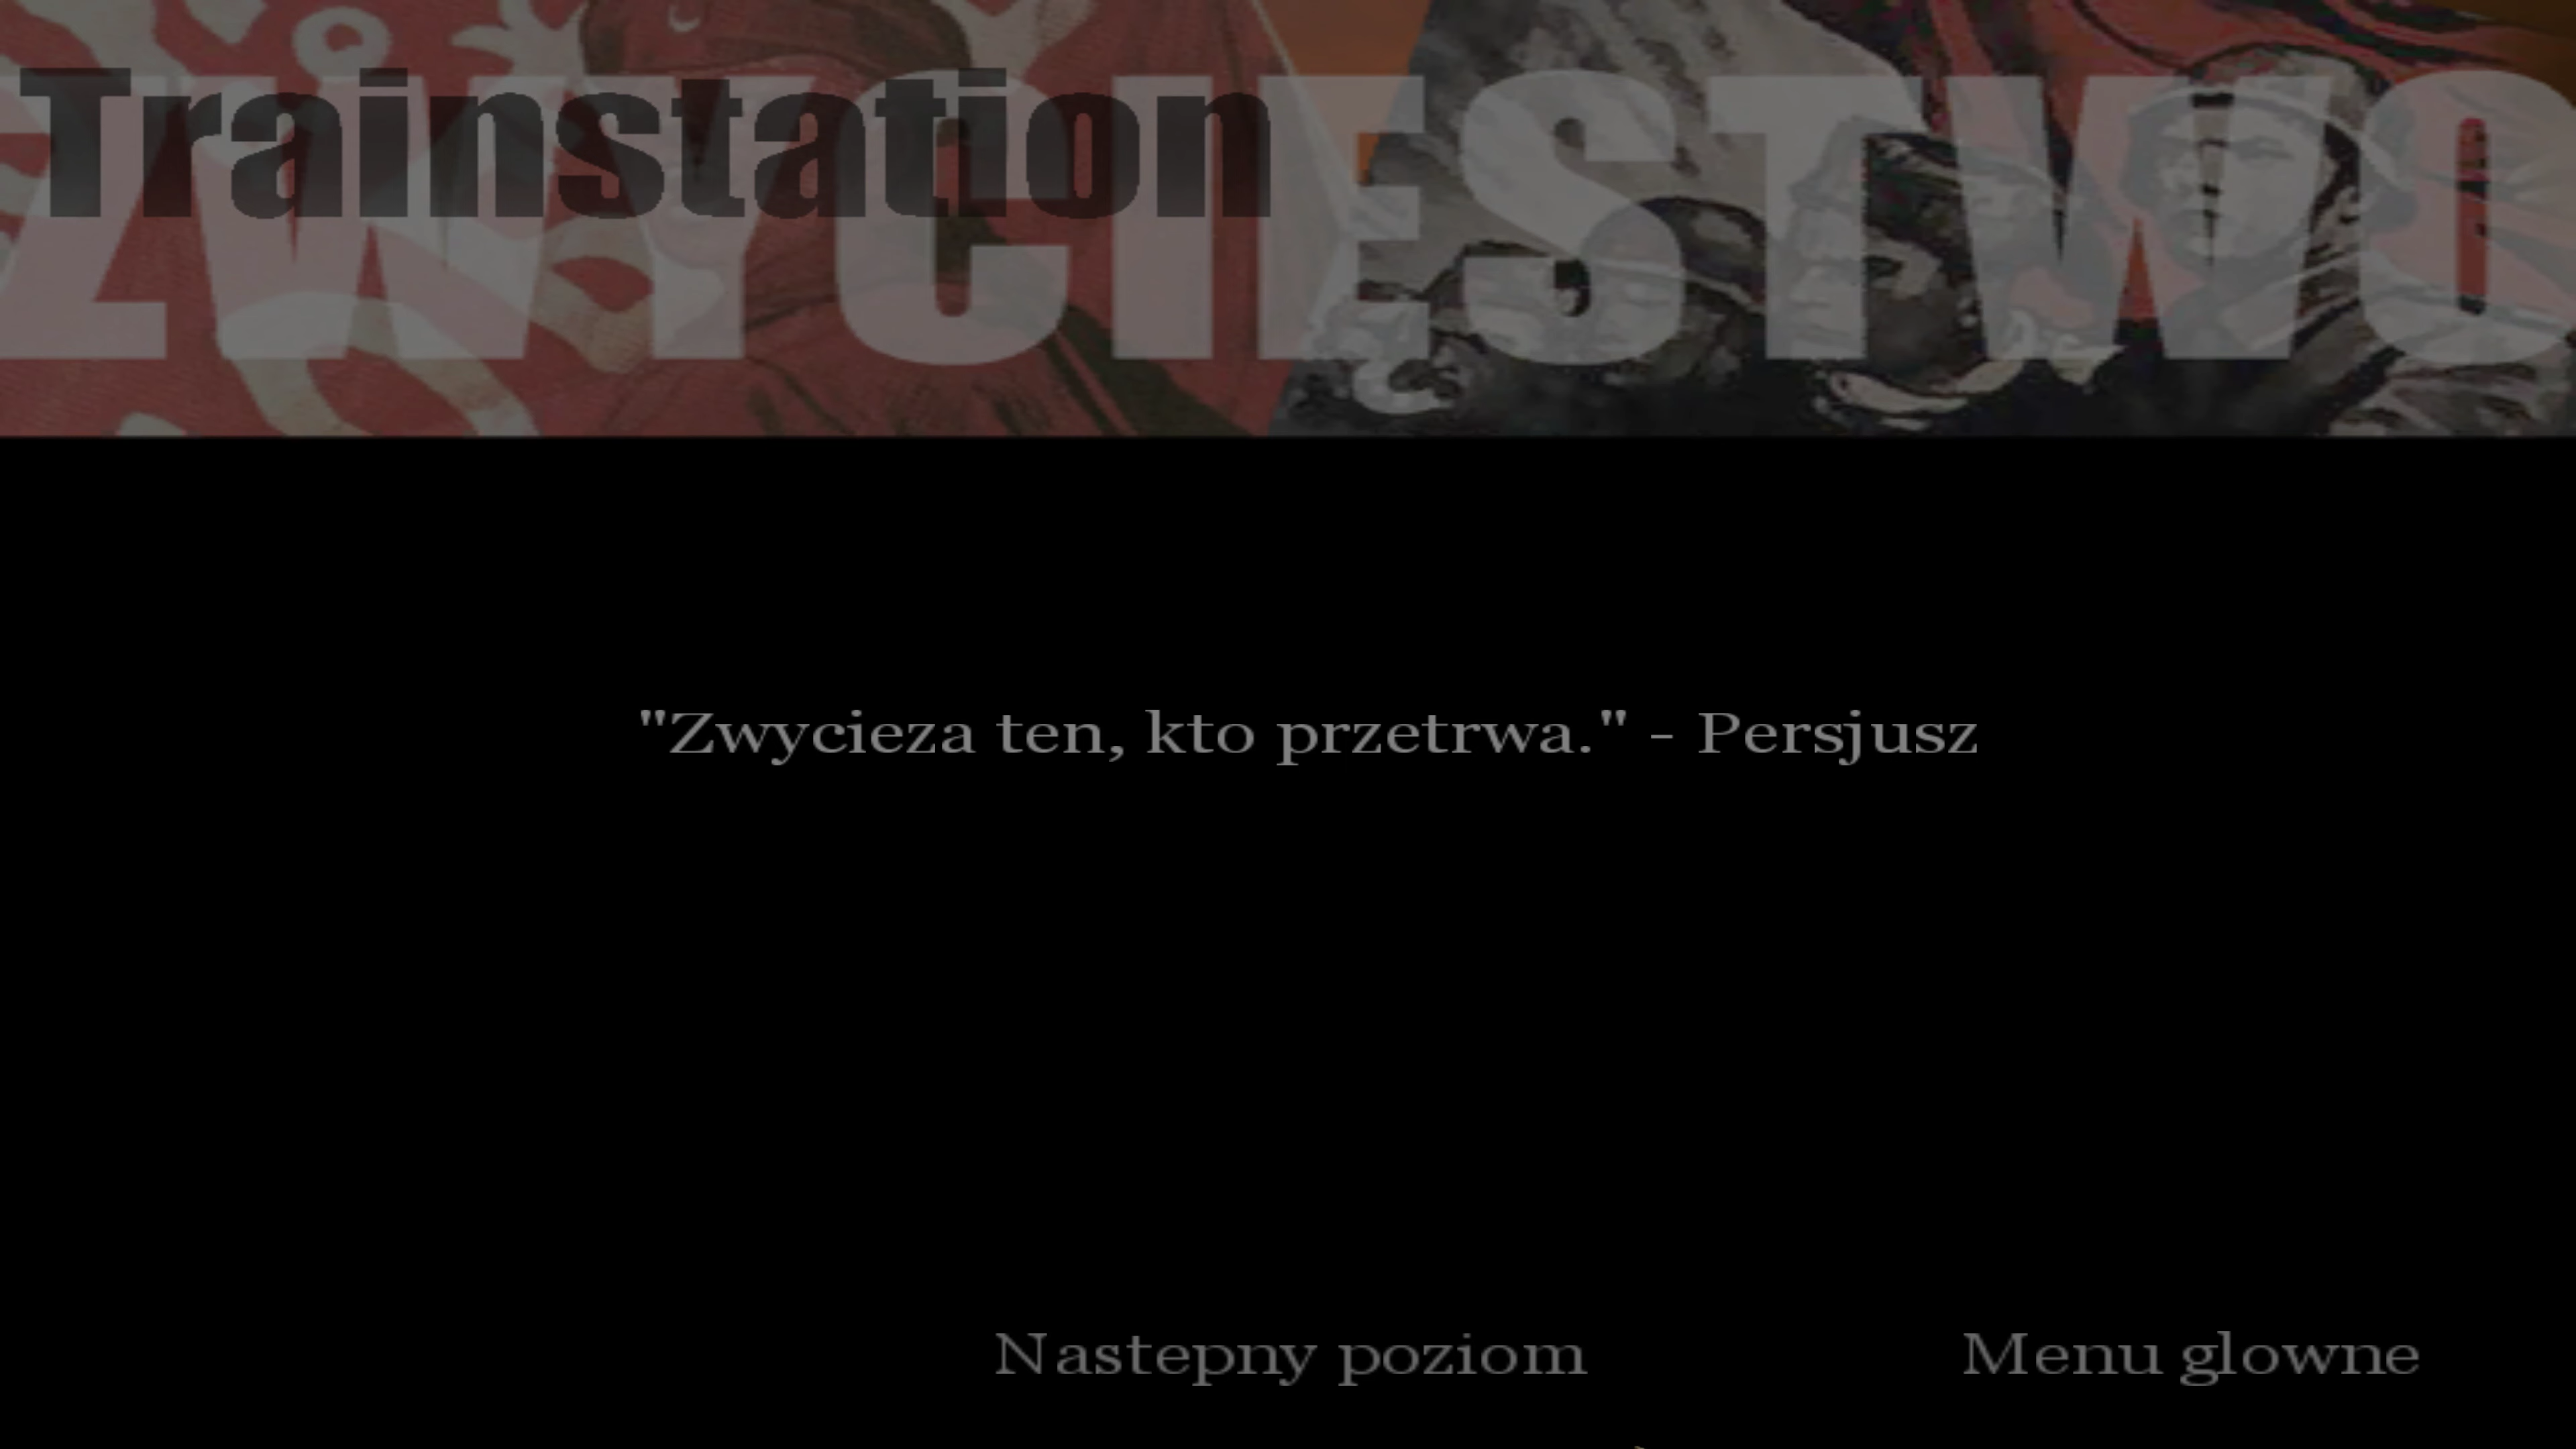 Trainstation
ZWYCIĘSTWO
"Zwycieza ten, kto przetrwa." - Persjusz
Nastepny poziom
Menu glowne